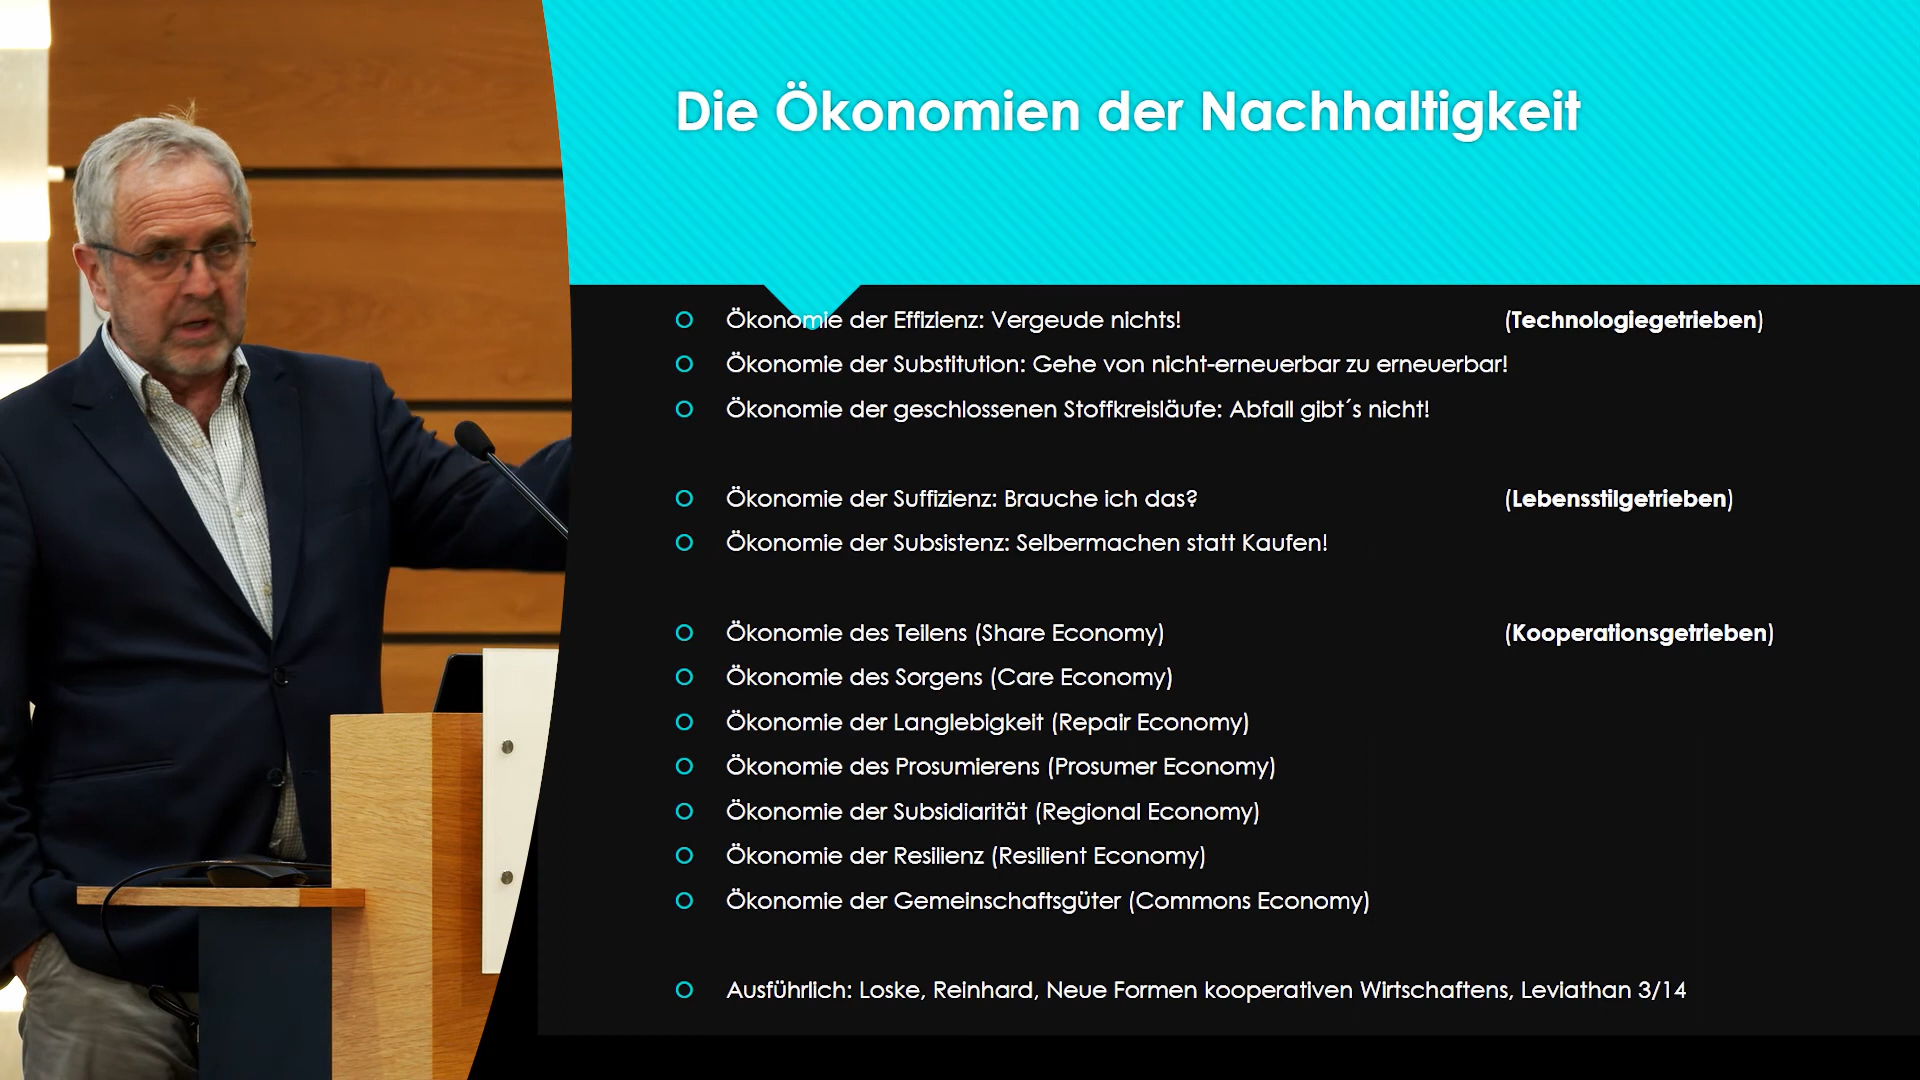 Die Ökonomien der Nachhaltigkeit
Ökonomie der Effizienz: Vergeude nichts! (Technologiegetrieben)
Ökonomie der Substitution: Gehe von nicht-erneuerbar zu erneuerbar!
Ökonomie der geschlossenen Stoffkreisläufe: Abfall gibt´s nicht!
Ökonomie der Suffizienz: Brauche ich das? (Lebensstilgetrieben)
Ökonomie der Subsistenz: Selbermachen statt Kaufen!
Ökonomie des Teilens (Share Economy) (Kooperationsgetrieben)
Ökonomie des Sorgens (Care Economy)
Ökonomie der Langlebigkeit (Repair Economy)
Ökonomie des Prosumierens (Prosumer Economy)
Ökonomie der Subsidiarität (Regional Economy)
Ökonomie der Resilienz (Resilient Economy)
Ökonomie der Gemeinschaftsgüter (Commons Economy)
Ausführlich: Loske, Reinhard, Neue Formen kooperativen Wirtschaftens, Leviathan 3/14